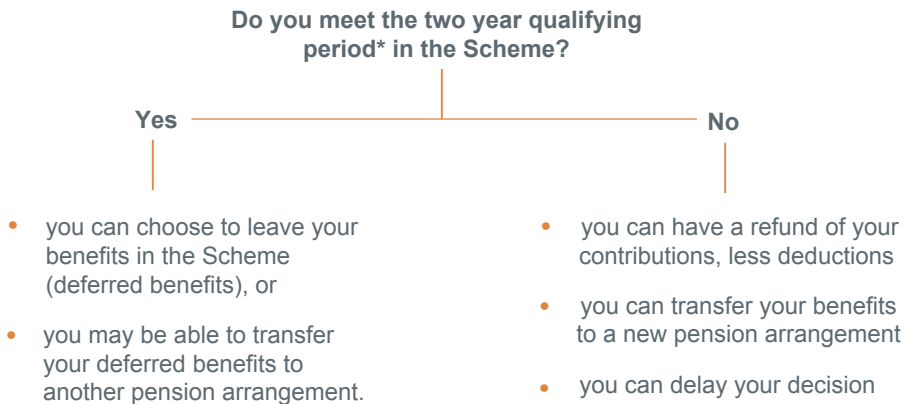 Do you meet the two year qualifying
period* in the Scheme?
Yes
No
• you can choose to leave your
benefits in the Scheme
(deferred benefits), or
• you may be able to transfer
your deferred benefits to
another pension arrangement.
• you can have a refund of your
contributions, less deductions
• you can transfer your benefits
to a new pension arrangement
• you can delay your decision